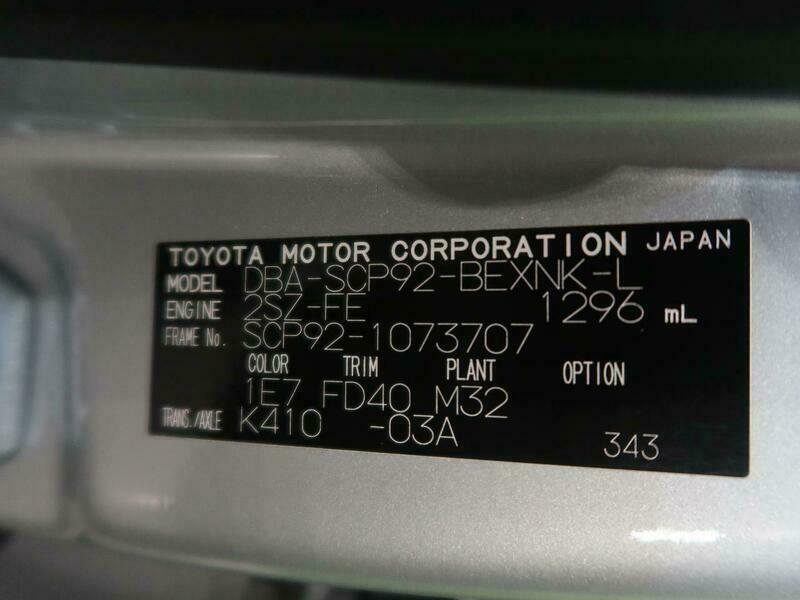 TOYOTA MOTOR CORPORATION JAPAN
MODEL DBA-SCP92-BEXNK-L
ENGINE 2SZ-FE 1296 mL
FRAME No. SCP92-1073707
COLOR TRIM PLANT OPTION
1E7 FD40 M32
TRANS./AXLE K410 -03A 343